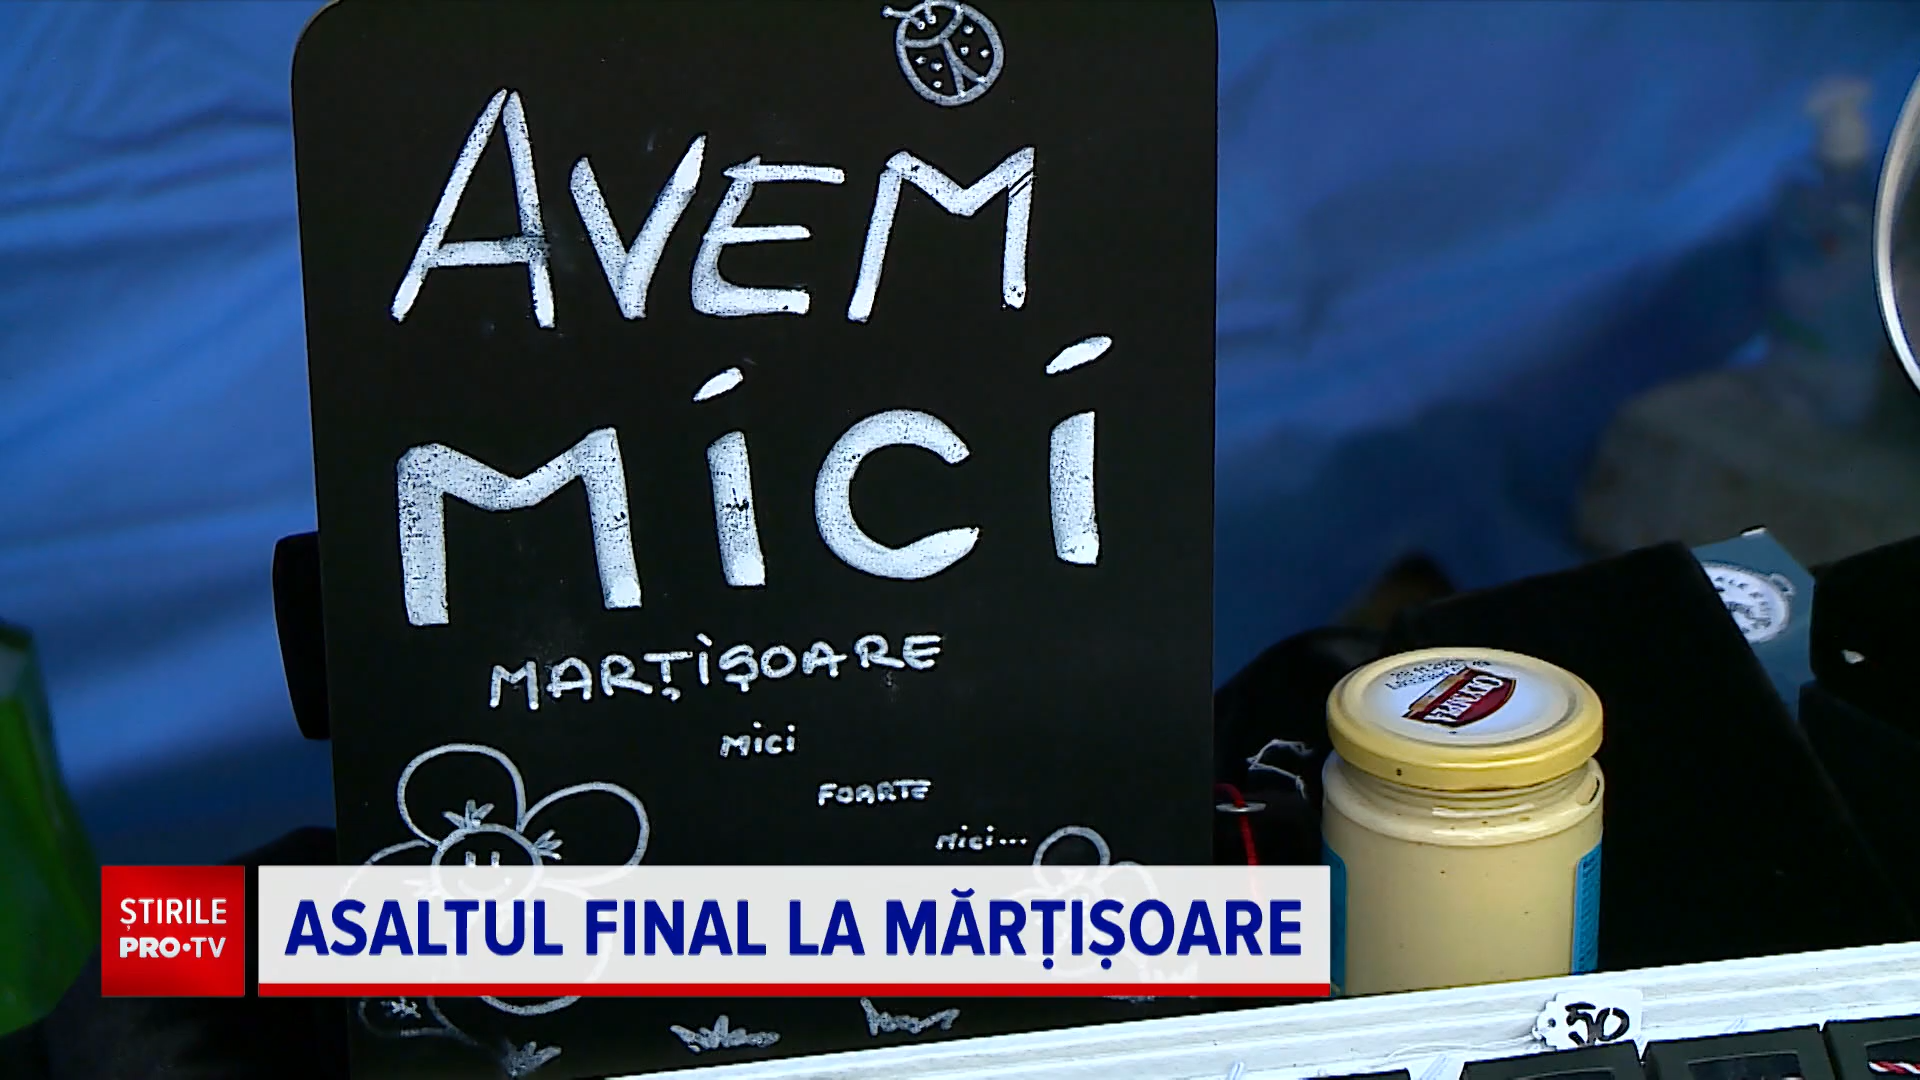 AVEM
MiCi
MARȚIȘOARE
Mici
FOARTE
Mici...
ȘTIRILE
PRO•TV
ASALTUL FINAL LA MĂRȚIȘOARE
50